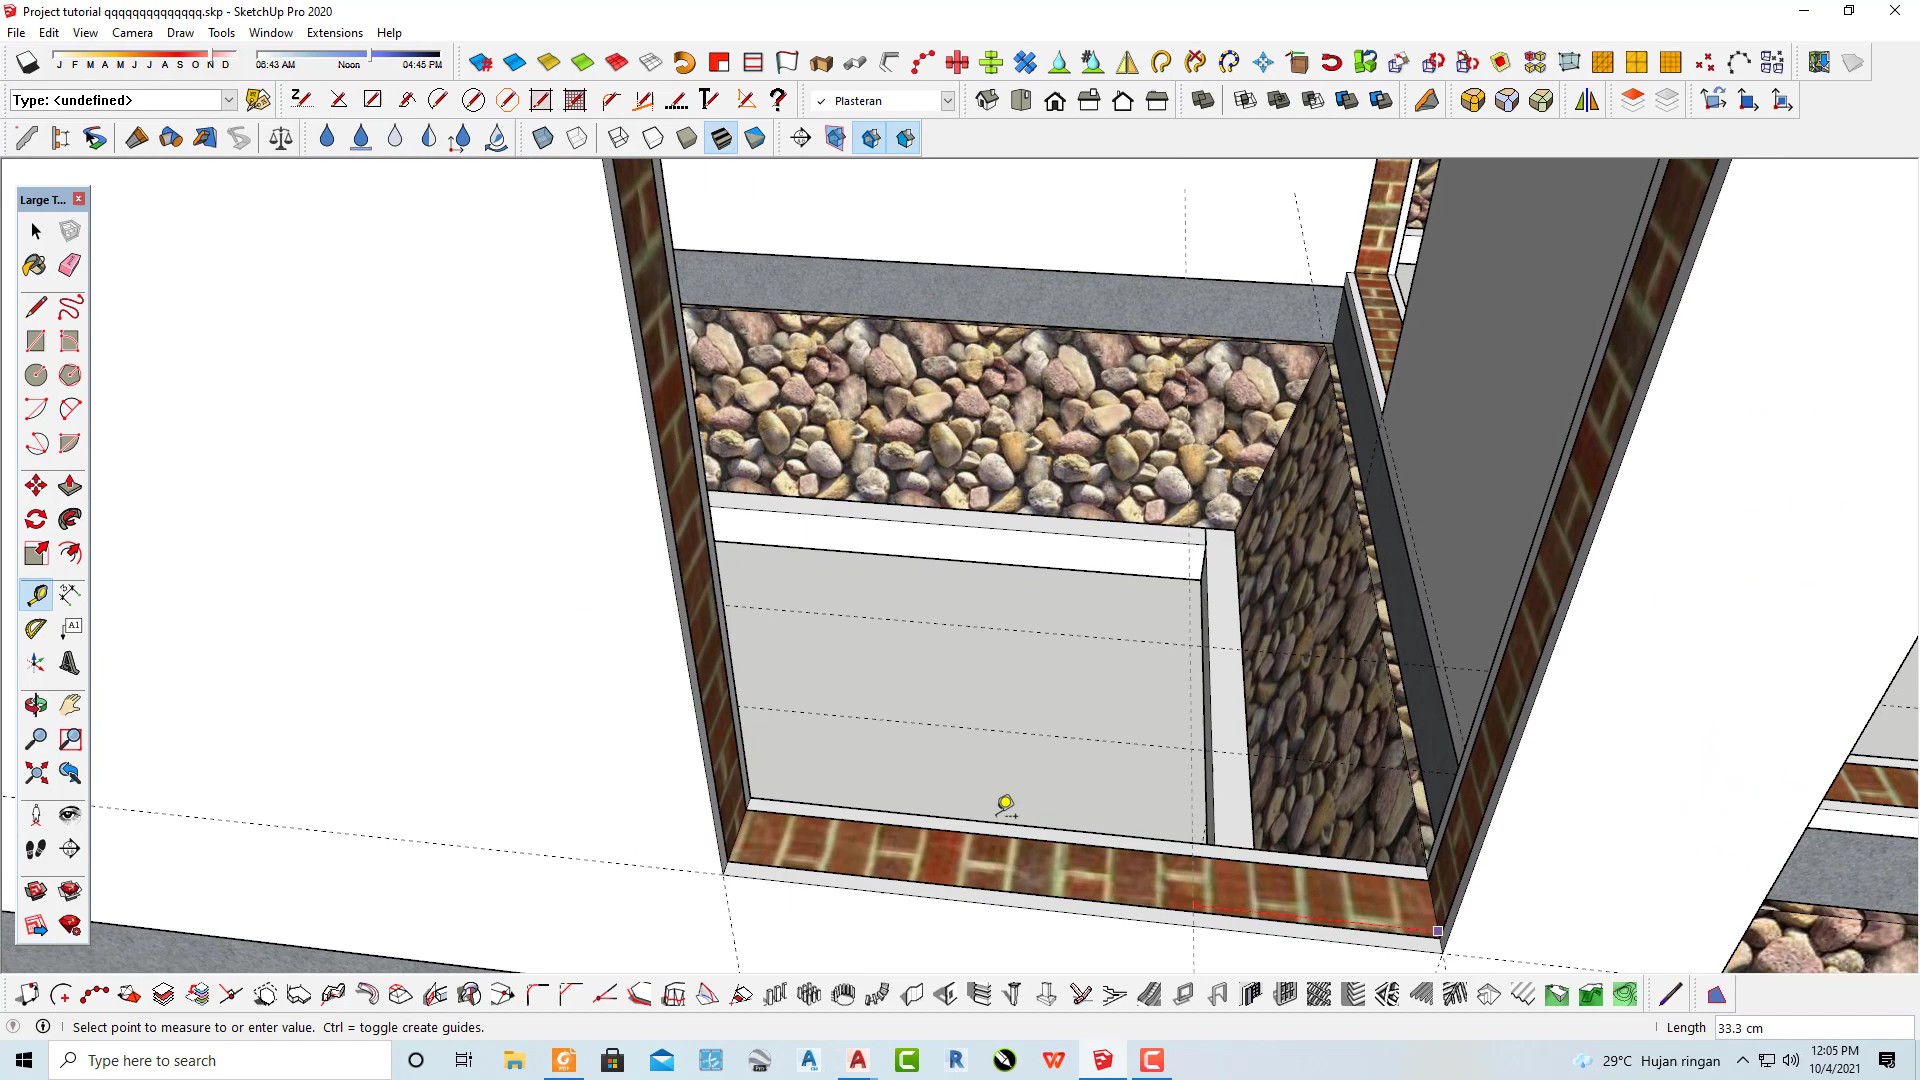 Project tutorial qqqqqqqqqqqqqq.skp - SketchUp Pro 2020
File Edit View Camera Draw Tools Window Extensions Help
J F M A M J J A S O N D
06:43 AM Noon 04:45 PM
Type: <undefined>
Plasteran
Large T...
A1
Select point to measure to or enter value. Ctrl = toggle create guides.
Length 33.3 cm
Type here to search
29°C Hujan ringan
12:05 PM
10/4/2021